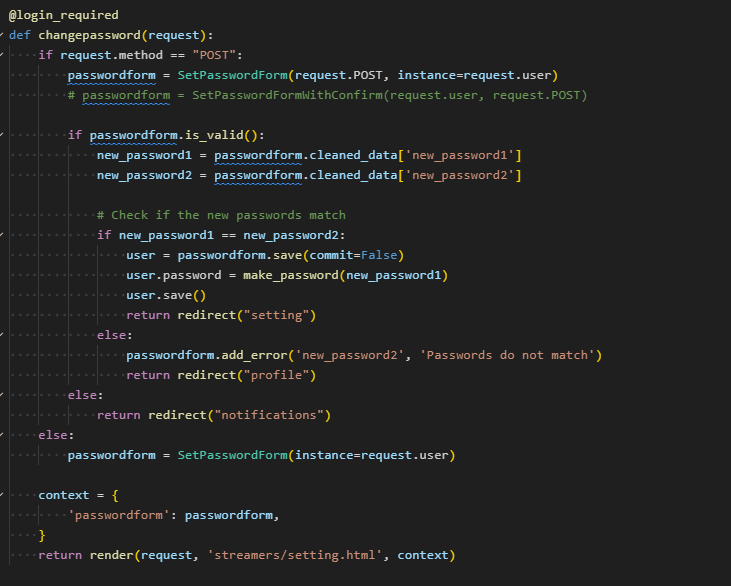 @login_required
def changepassword(request):
    if request.method == "POST":
        passwordform = SetPasswordForm(request.POST, instance=request.user)
        # passwordform = SetPasswordFormWithConfirm(request.user, request.POST)

        if passwordform.is_valid():
            new_password1 = passwordform.cleaned_data['new_password1']
            new_password2 = passwordform.cleaned_data['new_password2']

            # Check if the new passwords match
            if new_password1 == new_password2:
                user = passwordform.save(commit=False)
                user.password = make_password(new_password1)
                user.save()
                return redirect("setting")
            else:
                passwordform.add_error('new_password2', 'Passwords do not match')
                return redirect("profile")
        else:
            return redirect("notifications")
    else:
        passwordform = SetPasswordForm(instance=request.user)

    context = {
        'passwordform': passwordform,
    }
    return render(request, 'streamers/setting.html', context)